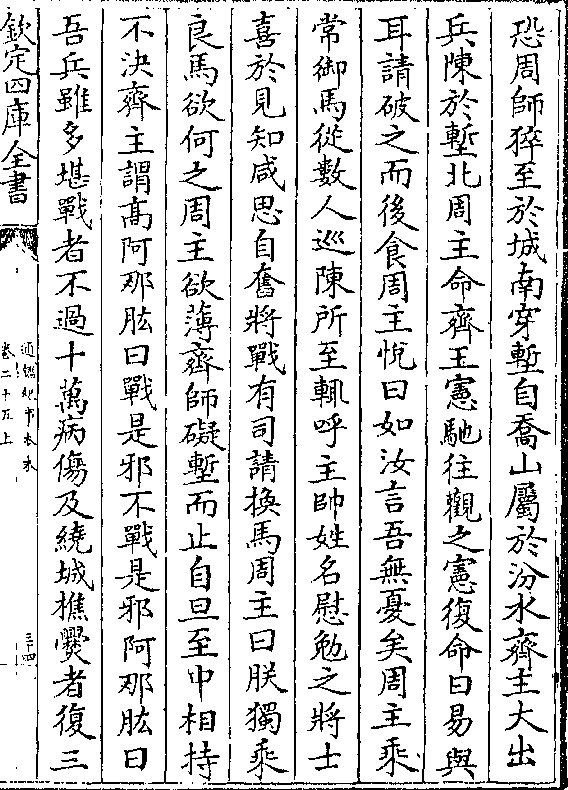 恐周師猝至於城南穿塹自喬山屬於汾水齊主大出
兵陳於塹北周主命齊王憲馳往觀之憲復命曰易與
耳請破之而後食周主悅曰如汝言吾無憂矣周主乘
常御馬從數人巡陳所至輒呼主帥姓名慰勉之將士
喜於見知咸思自奮將戰有司請換馬周主曰朕獨乘
良馬欲何之周主欲薄齊師礙塹而止自旦至申相持
不決齊主謂髙阿那肱曰戰是邪不戰是邪阿那肱曰
吾兵雖多堪戰者不過十萬病傷及繞城樵爨者復三
欽定四庫全書
通鑑紀事本末
卷二十五上
三十四